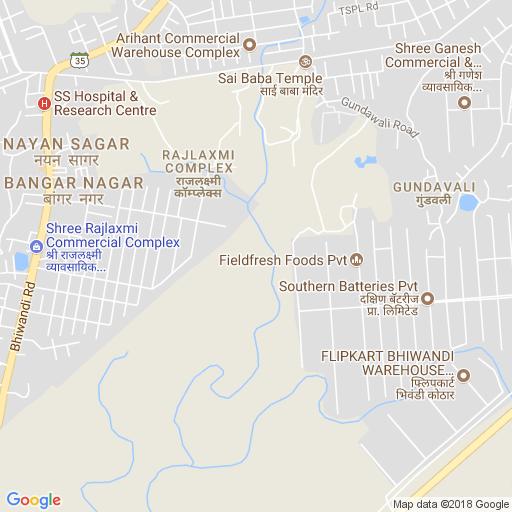 TSPL Rd
Arihant Commercial
Warehouse Complex
35
Shree Ganesh
Commercial &...
श्री गणेश
व्यावसायिक...
Sai Baba Temple
साई बाबा मंदिर
H
SS Hospital &
Research Centre
Gundawali Road
NAYAN SAGAR
नयन सागर
RAJLAXMI
COMPLEX
राजलक्ष्मी
कॉम्प्लेक्स
BANGAR NAGAR
बांगर नगर
GUNDAVALI
गुंडवली
Shree Rajlaxmi
Commercial Complex
श्री राजलक्ष्मी
व्यावसायिक...
Fieldfresh Foods Pvt
Southern Batteries Pvt
दक्षिण बॅटरीज
प्रा. लिमिटेड
Bhiwandi Rd
FLIPKART BHIWANDI
WAREHOUSE...
फ्लिपकार्ट
भिवंडी कोठार
Google
Map data ©2018 Google